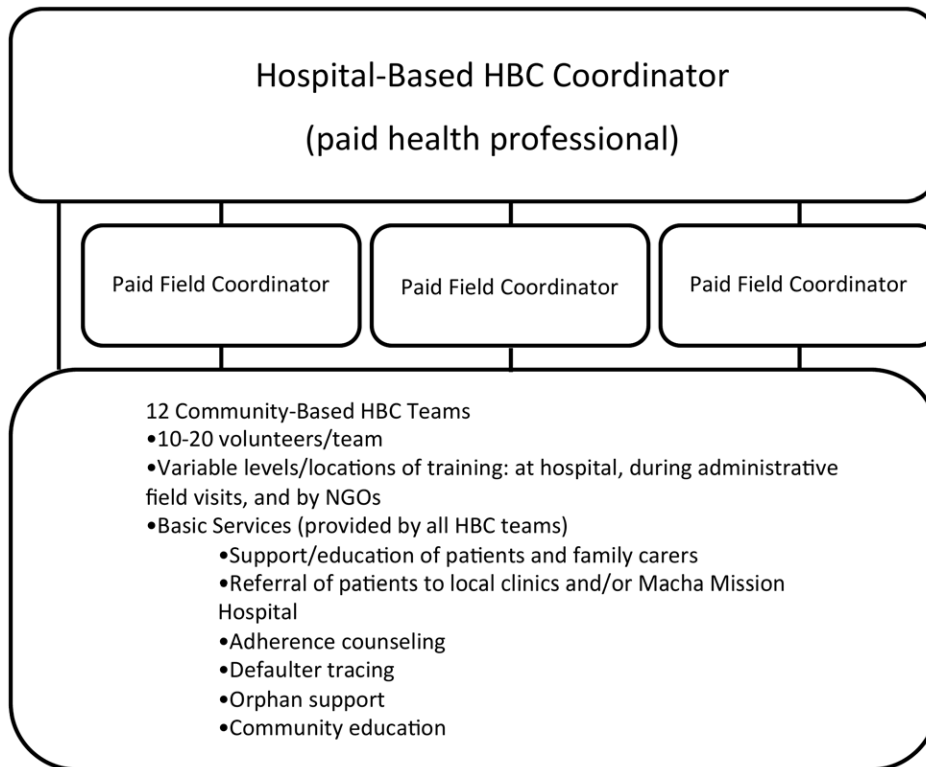 Hospital-Based HBC Coordinator
(paid health professional)
Paid Field Coordinator
Paid Field Coordinator
Paid Field Coordinator
12 Community-Based HBC Teams
•10-20 volunteers/team
•Variable levels/locations of training: at hospital, during administrative
field visits, and by NGOs
•Basic Services (provided by all HBC teams)
•Support/education of patients and family carers
•Referral of patients to local clinics and/or Macha Mission
Hospital
•Adherence counseling
•Defaulter tracing
•Orphan support
•Community education